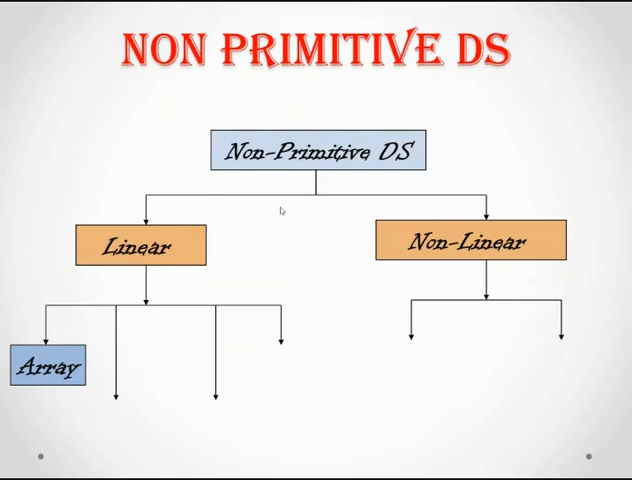 NON PRIMITIVE DS
Non-Primitive DS
Linear
Non-Linear
Array